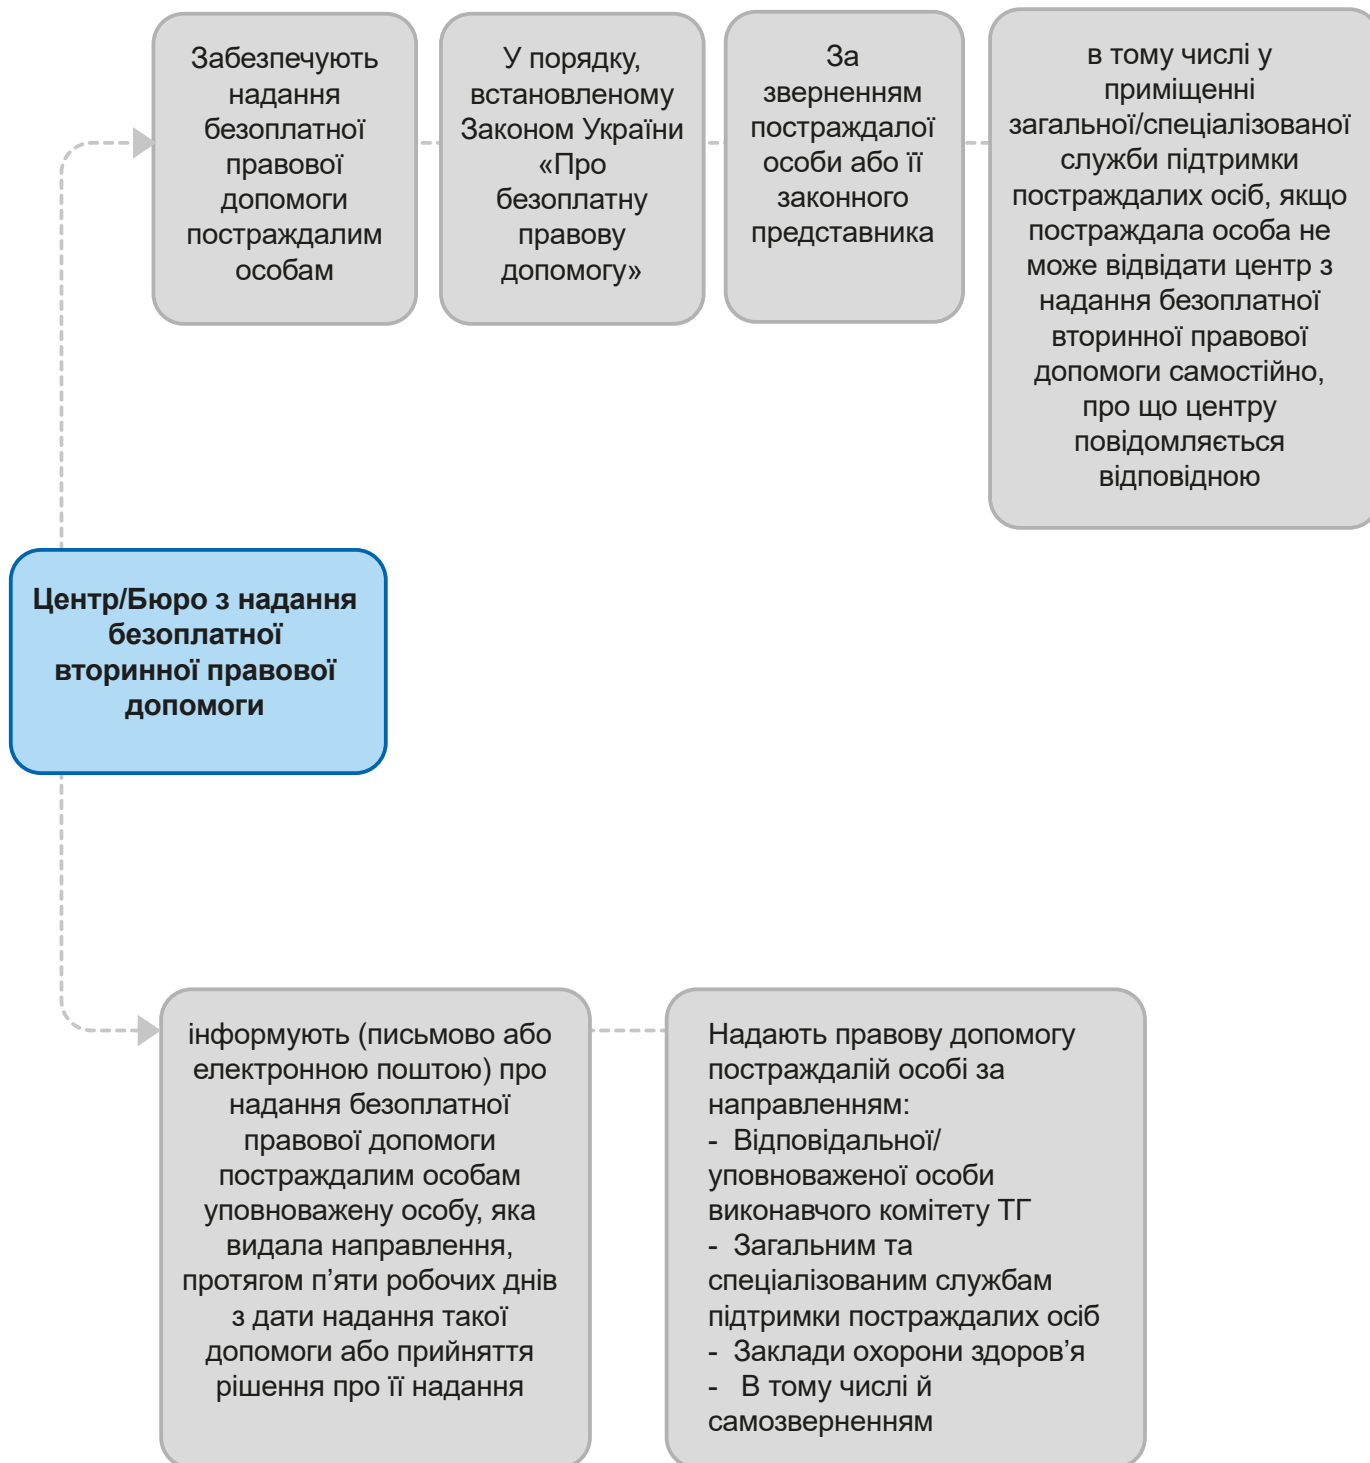 Забезпечують
надання
безоплатної
правової
допомоги
постраждалим
особам
У порядку,
встановленому
Законом України
«Про
безоплатну
правову
допомогу»
За
зверненням
постраждалої
особи або її
законного
представника
в тому числі у
приміщенні
загальної/спеціалізованої
служби підтримки
постраждалих осіб, якщо
постраждала особа не
може відвідати центр з
надання безоплатної
вторинної правової
допомоги самостійно,
про що центру
повідомляється
відповідною
Центр/Бюро з надання
безоплатної
вторинної правової
допомоги
інформують (письмово або
електронною поштою) про
надання безоплатної
правової допомоги
постраждалим особам
уповноважену особу, яка
видала направлення,
протягом п’яти робочих днів
з дати надання такої
допомоги або прийняття
рішення про її надання
Надають правову допомогу
постраждалій особі за
направленням:
- Відповідальної/
уповноваженої особи
виконавчого комітету ТГ
- Загальним та
спеціалізованим службам
підтримки постраждалих осіб
- Заклади охорони здоров’я
- В тому числі й
самозверненням